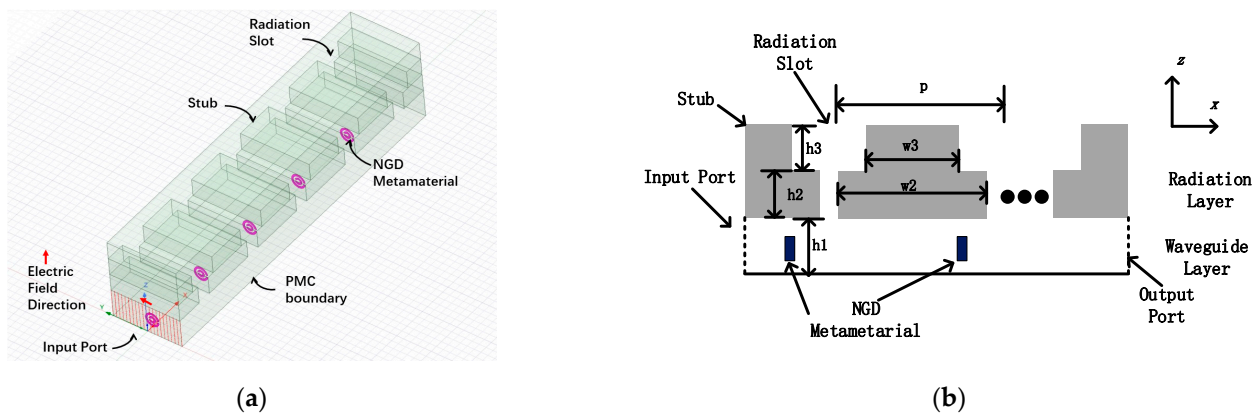 Radiation
Slot
Stub
NGD
Metamaterial
Electric
Field
Direction
PMC
boundary
Input Port
X
Y
Z
(a)
Radiation
Slot
Stub
p
z
x
h3
w3
Input Port
h2
w2
Radiation
Layer
h1
Waveguide
Layer
NGD
Metametarial
Output
Port
(b)